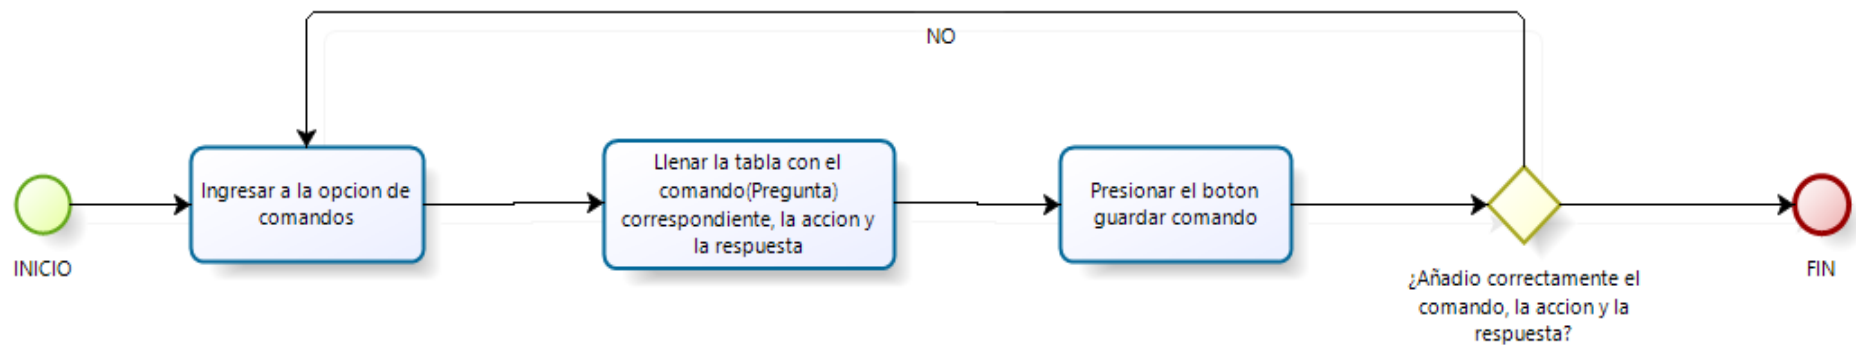 NO
INICIO
Ingresar a la opcion de
comandos
Llenar la tabla con el
comando(Pregunta)
correspondiente, la accion y
la respuesta
Presionar el boton
guardar comando
¿Añadio correctamente el
comando, la accion y la
respuesta?
FIN